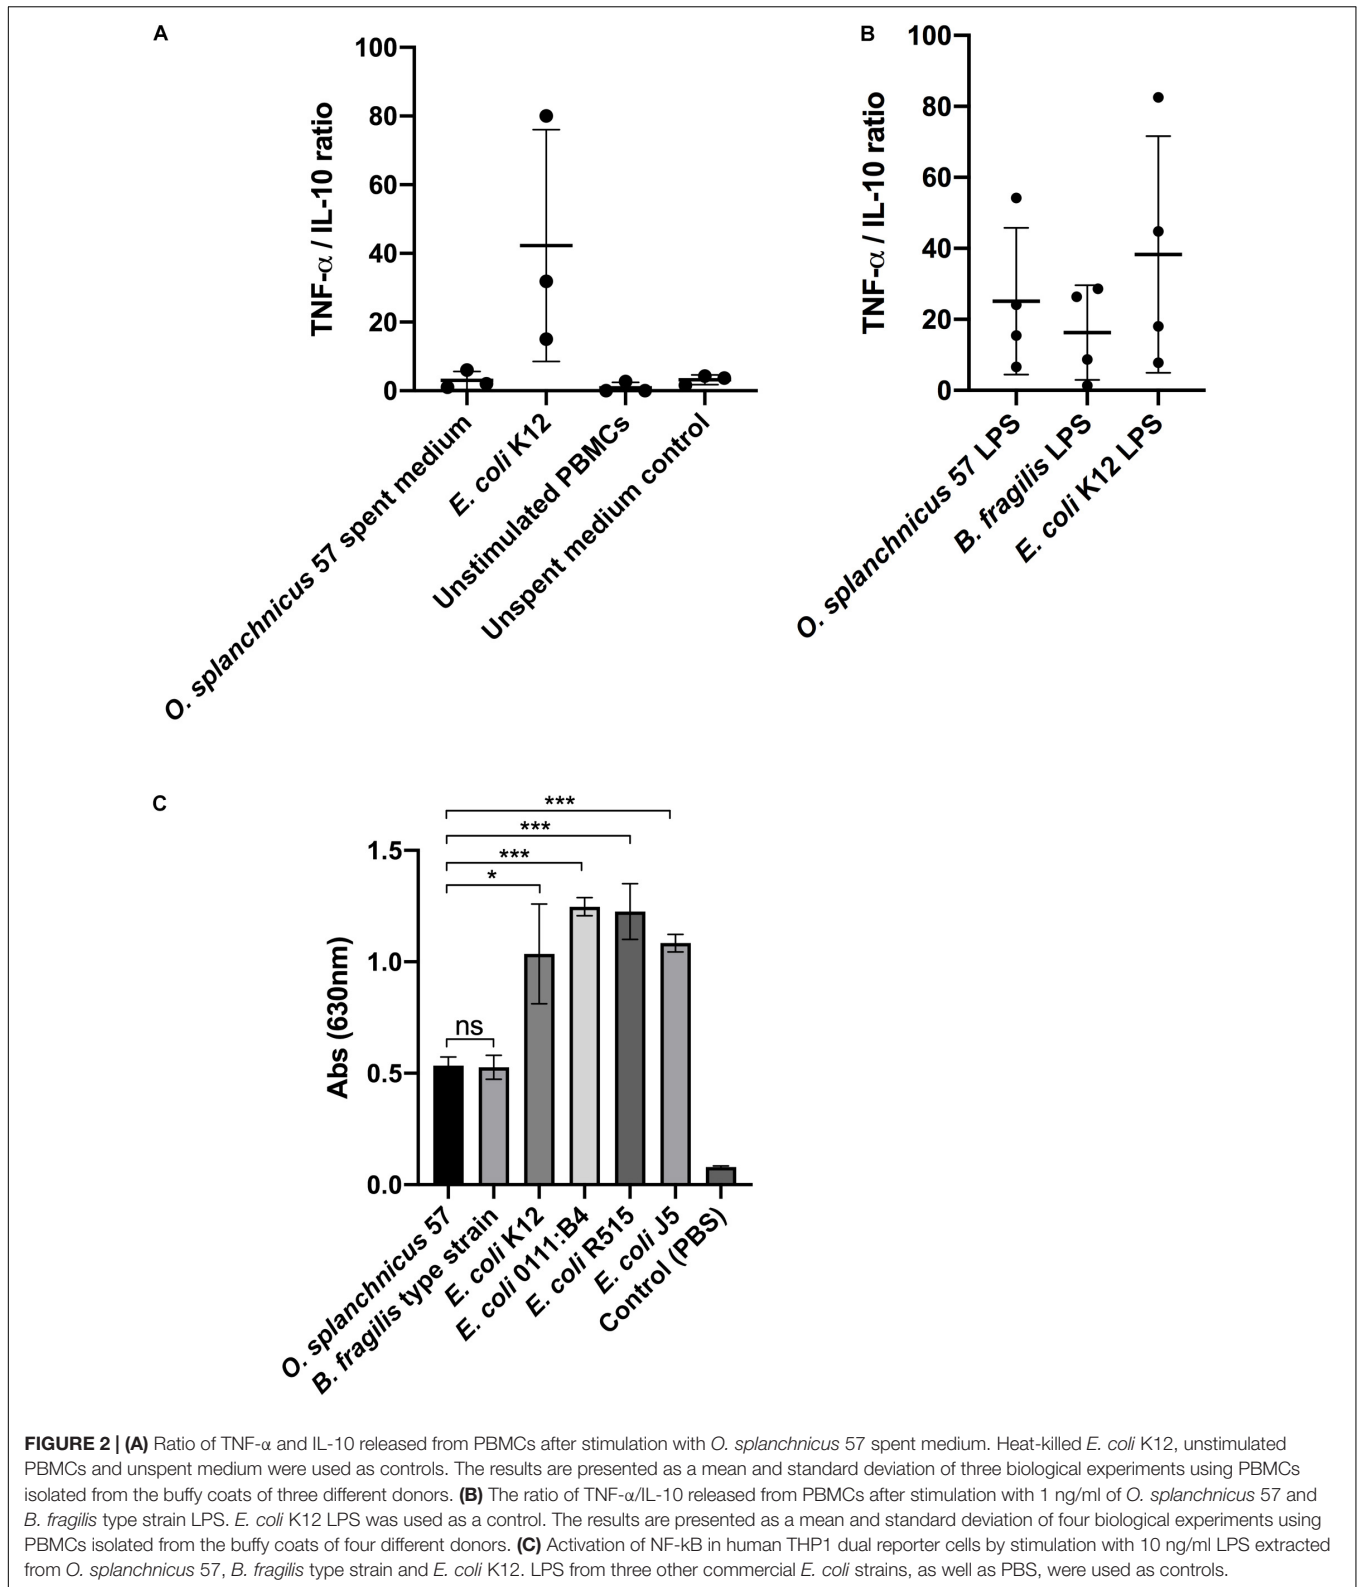 A
TNF-α / IL-10 ratio
100
80
60
40
20
0
O. splanchnicus 57 spent medium
E. coli K12
Unstimulated PBMCs
Unspent medium control
B
TNF-α / IL-10 ratio
100
80
60
40
20
0
O. splanchnicus 57 LPS
B. fragilis LPS
E. coli K12 LPS
C
***
***
***
*
ns
Abs (630nm)
1.5
1.0
0.5
0.0
O. splanchnicus 57
B. fragilis type strain
E. coli K12
E. coli 0111:B4
E. coli R515
E. coli J5
Control (PBS)
FIGURE 2 | (A) Ratio of TNF-α and IL-10 released from PBMCs after stimulation with O. splanchnicus 57 spent medium. Heat-killed E. coli K12, unstimulated
PBMCs and unspent medium were used as controls. The results are presented as a mean and standard deviation of three biological experiments using PBMCs
isolated from the buffy coats of three different donors. (B) The ratio of TNF-α/IL-10 released from PBMCs after stimulation with 1 ng/ml of O. splanchnicus 57 and
B. fragilis type strain LPS. E. coli K12 LPS was used as a control. The results are presented as a mean and standard deviation of four biological experiments using
PBMCs isolated from the buffy coats of four different donors. (C) Activation of NF-kB in human THP1 dual reporter cells by stimulation with 10 ng/ml LPS extracted
from O. splanchnicus 57, B. fragilis type strain and E. coli K12. LPS from three other commercial E. coli strains, as well as PBS, were used as controls.